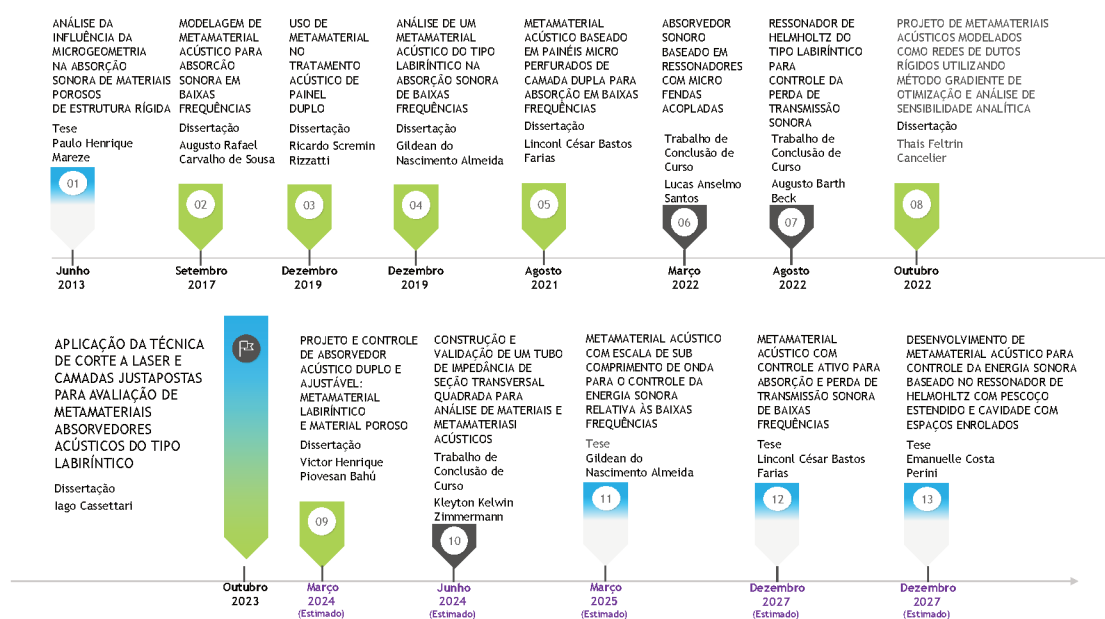 ANÁLISE DA
INFLUÊNCIA DA
MICROGEOMETRIA
NA ABSORÇÃO
SONORA DE MATERIAIS
POROSOS
DE ESTRUTURA RÍGIDA
Tese
Paulo Henrique
Mareze
01
Junho
2013
MODELAGEM DE
METAMATERIAL
ACÚSTICO PARA
ABSORCÃO
SONORA EM
BAIXAS
FREQUÊNCIAS
Dissertação
Augusto Rafael
Carvalho de Sousa
02
Setembro
2017
USO DE
METAMATERIAL
NO
TRATAMENTO
ACÚSTICO DE
PAINEL
DUPLO
Dissertação
Ricardo Scremin
Rizzatti
03
Dezembro
2019
ANÁLISE DE UM
METAMATERIAL
ACÚSTICO DO TIPO
LABIRÍNTICO NA
ABSORÇÃO SONORA
DE BAIXAS
FREQUÊNCIAS
Dissertação
Gildean do
Nascimento Almeida
04
Dezembro
2019
METAMATERIAL
ACÚSTICO BASEADO
EM PAINÉIS MICRO
PERFURADOS DE
CAMADA DUPLA PARA
ABSORÇÃO EM BAIXAS
FREQUÊNCIAS
Dissertação
Linconl César Bastos
Farias
05
Agosto
2021
ABSORVEDOR
SONORO
BASEADO EM
RESSONADORES
COM MICRO
FENDAS
ACOPLADAS
Trabalho de
Conclusão de
Curso
Lucas Anselmo
Santos
06
Março
2022
RESSONADOR DE
HELMHOLTZ DO
TIPO LABIRÍNTICO
PARA
CONTROLE DA
PERDA DE
TRANSMISSÃO
SONORA
Trabalho de
Conclusão de
Curso
Augusto Barth
Beck
07
Agosto
2022
PROJETO DE METAMATERIAIS
ACÚSTICOS MODELADOS
COMO REDES DE DUTOS
RÍGIDOS UTILIZANDO
MÉTODO GRADIENTE DE
OTIMIZAÇÃO E ANÁLISE DE
SENSIBILIDADE ANALÍTICA
Dissertação
Thais Feltrin
Cancelier
08
Outubro
2022
APLICAÇÃO DA TÉCNICA
DE CORTE A LASER E
CAMADAS JUSTAPOSTAS
PARA AVALIAÇÃO DE
METAMATERIAIS
ABSORVEDORES
ACÚSTICOS DO TIPO
LABIRÍNTICO
Dissertação
Iago Cassettari
Outubro
2023
PROJETO E CONTROLE
DE ABSORVEDOR
ACÚSTICO DUPLO E
AJUSTÁVEL:
METAMATERIAL
LABIRÍNTICO
E MATERIAL POROSO
Dissertação
Victor Henrique
Piovesan Bahú
09
Março
2024
(Estimado)
CONSTRUÇÃO E
VALIDAÇÃO DE UM TUBO
DE IMPEDÂNCIA DE
SEÇÃO TRANSVERSAL
QUADRADA PARA
ANÁLISE DE MATERIAIS E
METAMATERIASI
ACÚSTICOS
Trabalho de
Conclusão de
Curso
Kleyton Kelwin
Zimmermann
10
Junho
2024
(Estimado)
METAMATERIAL ACÚSTICO
COM ESCALA DE SUB
COMPRIMENTO DE ONDA
PARA O CONTROLE DA
ENERGIA SONORA
RELATIVA ÀS BAIXAS
FREQUÊNCIAS
Tese
Gildean do
Nascimento Almeida
11
Março
2025
(Estimado)
METAMATERIAL
ACÚSTICO COM
CONTROLE ATIVO PARA
ABSORÇÃO E PERDA DE
TRANSMISSÃO SONORA
DE BAIXAS
FREQUÊNCIAS
Tese
Linconl César Bastos
Farias
12
Dezembro
2027
(Estimado)
DESENVOLVIMENTO DE
METAMATERIAL ACÚSTICO PARA
CONTROLE DA ENERGIA SONORA
BASEADO NO RESSONADOR DE
HELMOHLTZ COM PESCOÇO
ESTENDIDO E CAVIDADE COM
ESPAÇOS ENROLADOS
Tese
Emanuelle Costa
Perini
13
Dezembro
2027
(Estimado)